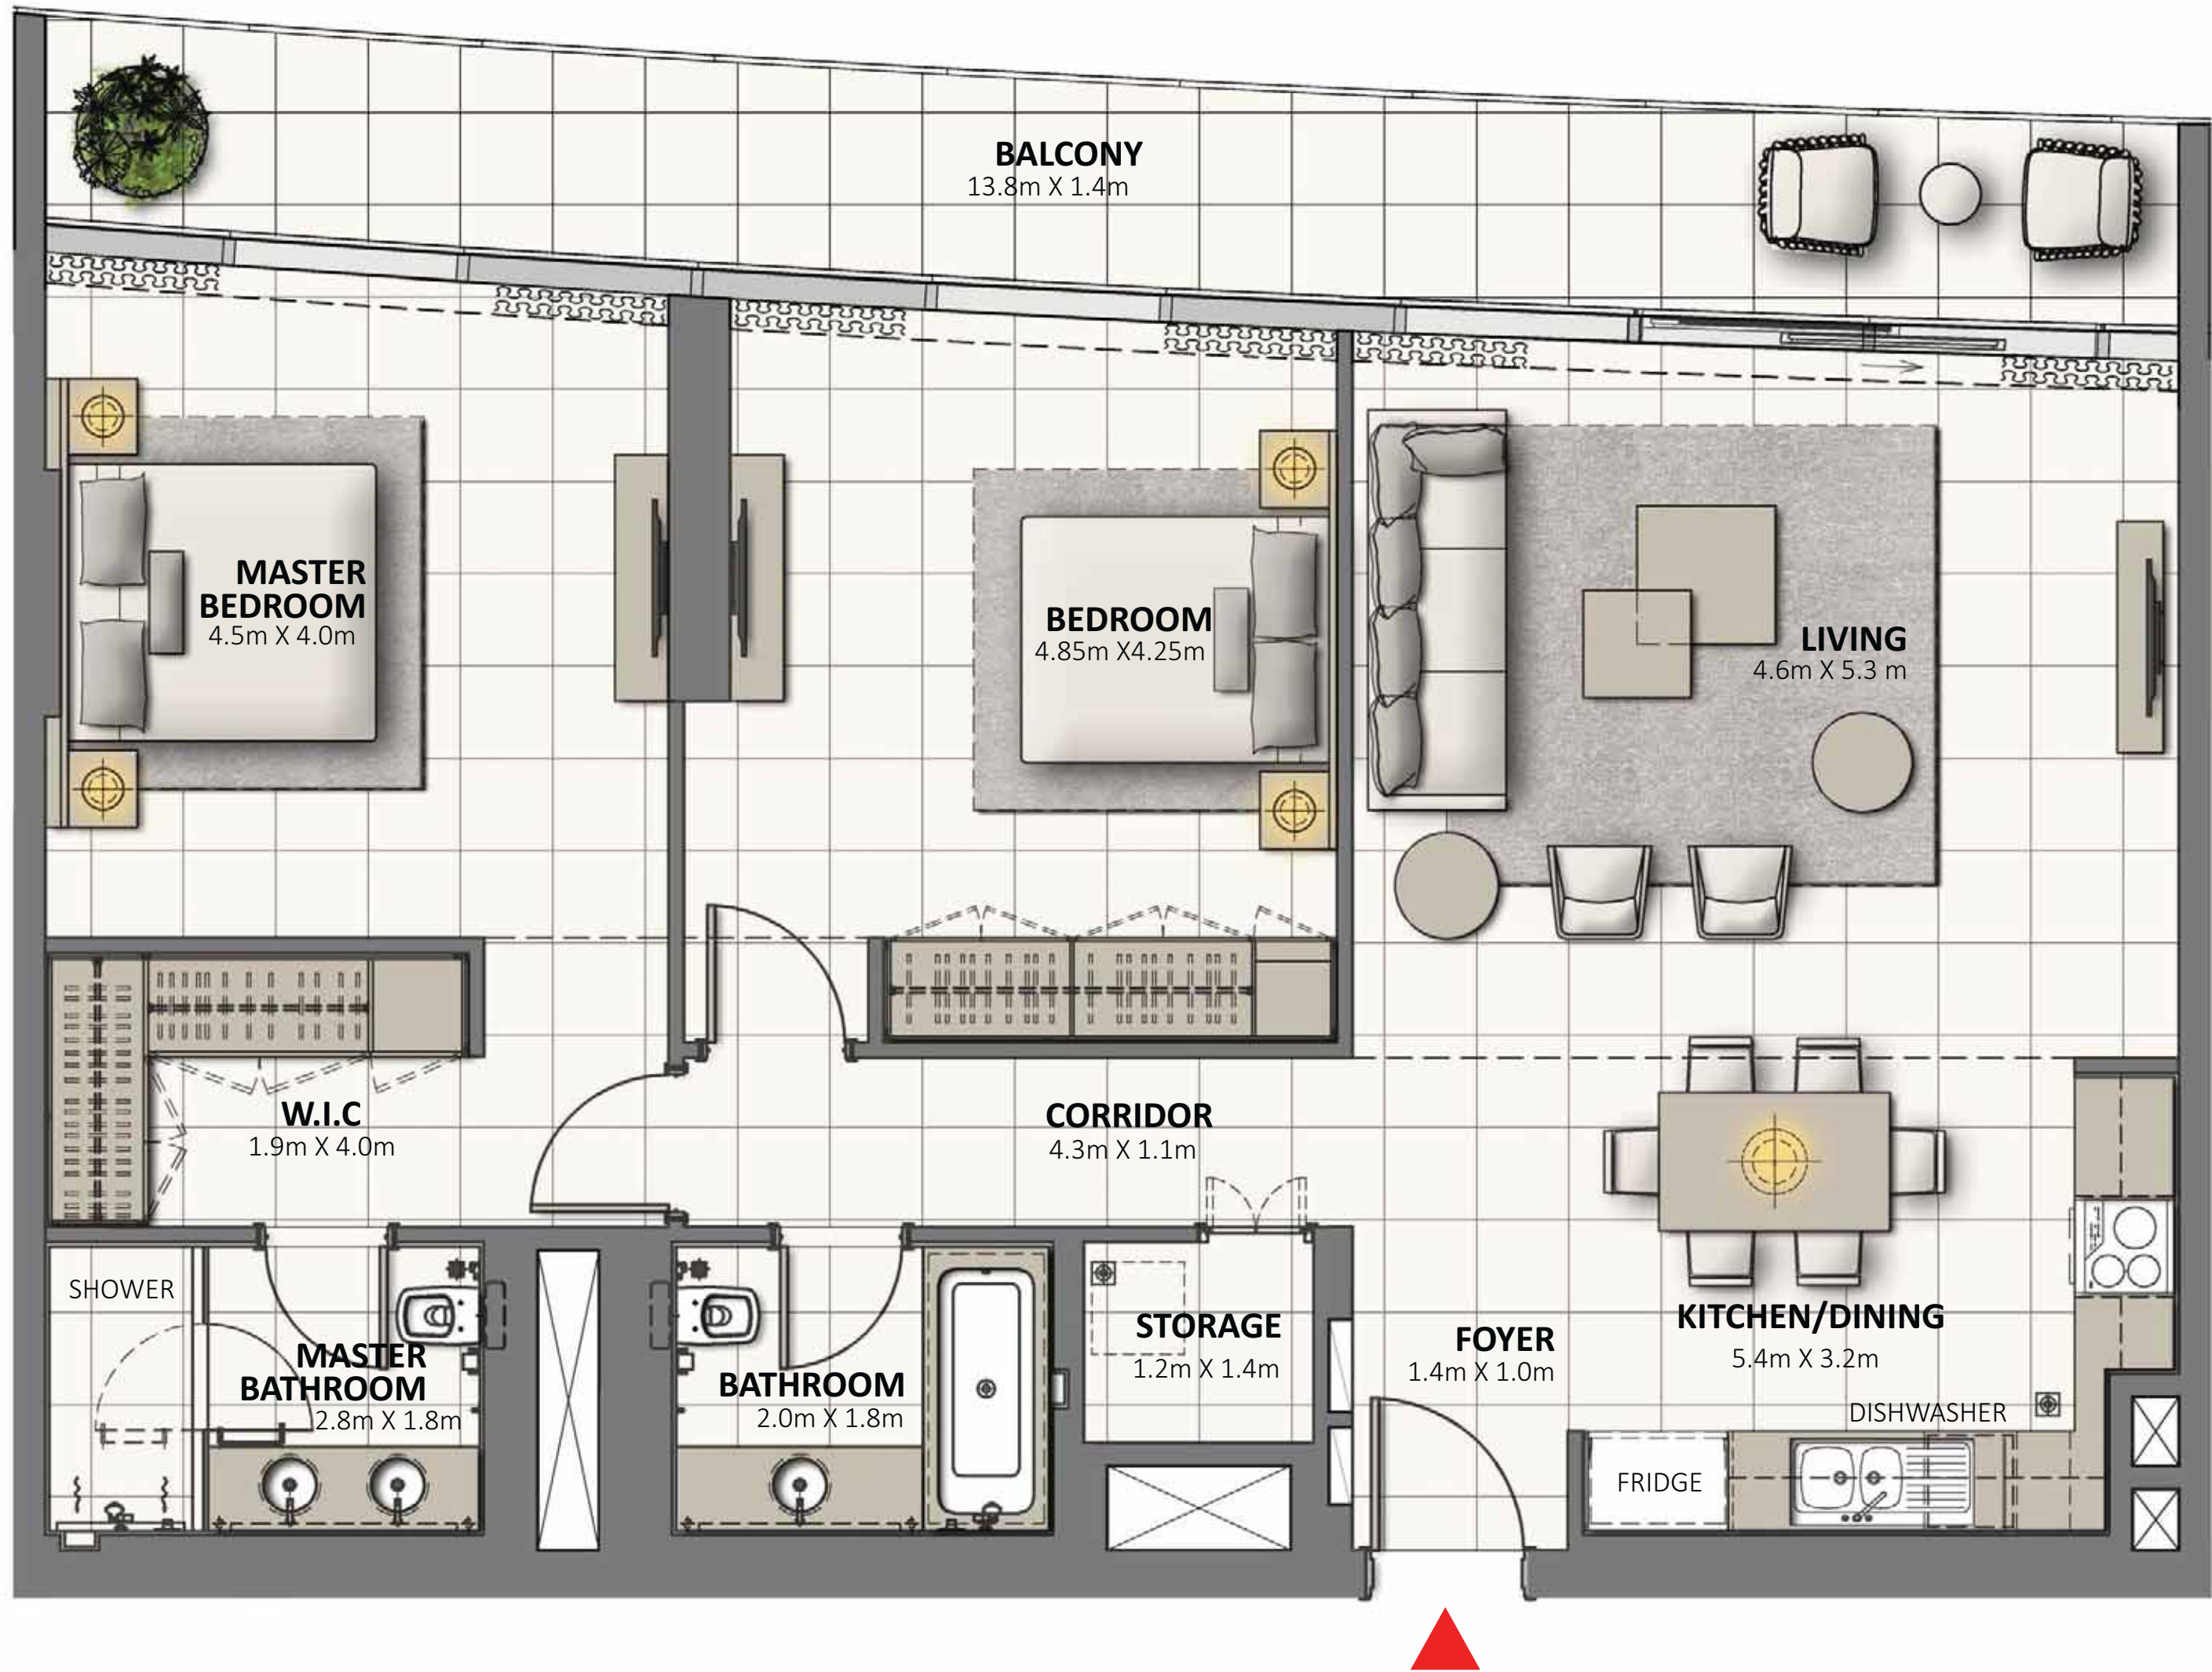 BALCONY
13.8m X 1.4m
MASTER
BEDROOM
4.5m X 4.0m
BEDROOM
4.85m X4.25m
LIVING
4.6m X 5.3 m
W.I.C
1.9m X 4.0m
CORRIDOR
4.3m X 1.1m
SHOWER
MASTER
BATHROOM
2.8m X 1.8m
BATHROOM
2.0m X 1.8m
STORAGE
1.2m X 1.4m
FOYER
1.4m X 1.0m
KITCHEN/DINING
5.4m X 3.2m
DISHWASHER
FRIDGE